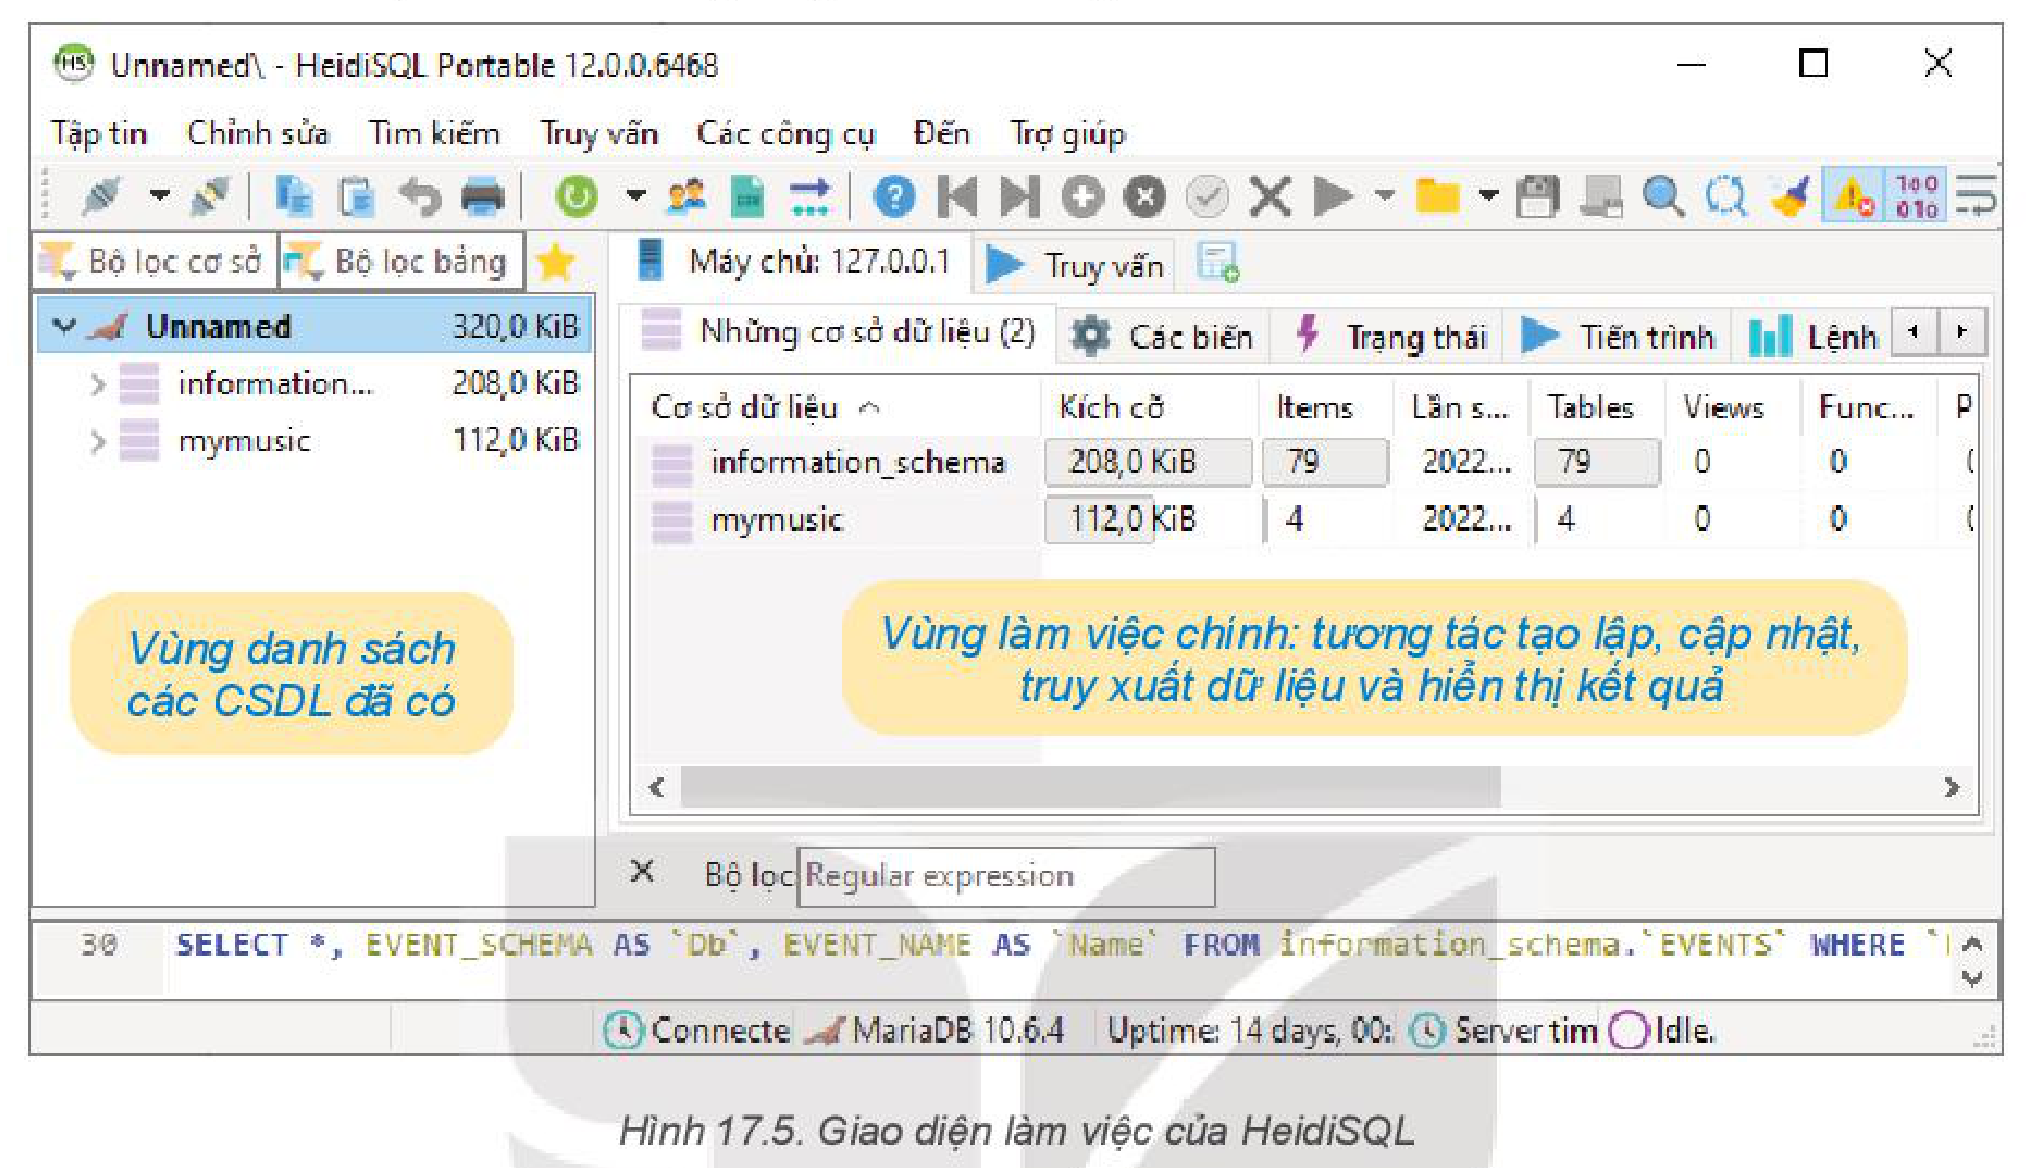 Unnamed\ - HeidiSQL Portable 12.0.0.6468
Tập tin Chỉnh sửa Tìm kiếm Truy vấn Các công cụ Đến Trợ giúp
Bộ lọc cơ sở Bộ lọc bảng
Máy chủ: 127.0.0.1 Truy vấn
Unnamed 320,0 KiB
information... 208,0 KiB
mymusic 112,0 KiB
Những cơ sở dữ liệu (2) Các biến Trạng thái Tiến trình Lệnh
Cơ sở dữ liệu Kích cỡ Items Lần s... Tables Views Func... P
information_schema 208,0 KiB 79 2022... 79 0 0
mymusic 112,0 KiB 4 2022... 4 0 0
Vùng danh sách
các CSDL đã có
Vùng làm việc chính: tương tác tạo lập, cập nhật,
truy xuất dữ liệu và hiển thị kết quả
Bộ lọc Regular expression
30 SELECT *, EVENT_SCHEMA AS `Db`, EVENT_NAME AS `Name` FROM information_schema.`EVENTS` WHERE `
Connecte MariaDB 10.6.4 Uptime: 14 days, 00: Server tim Idle.
Hình 17.5. Giao diện làm việc của HeidiSQL